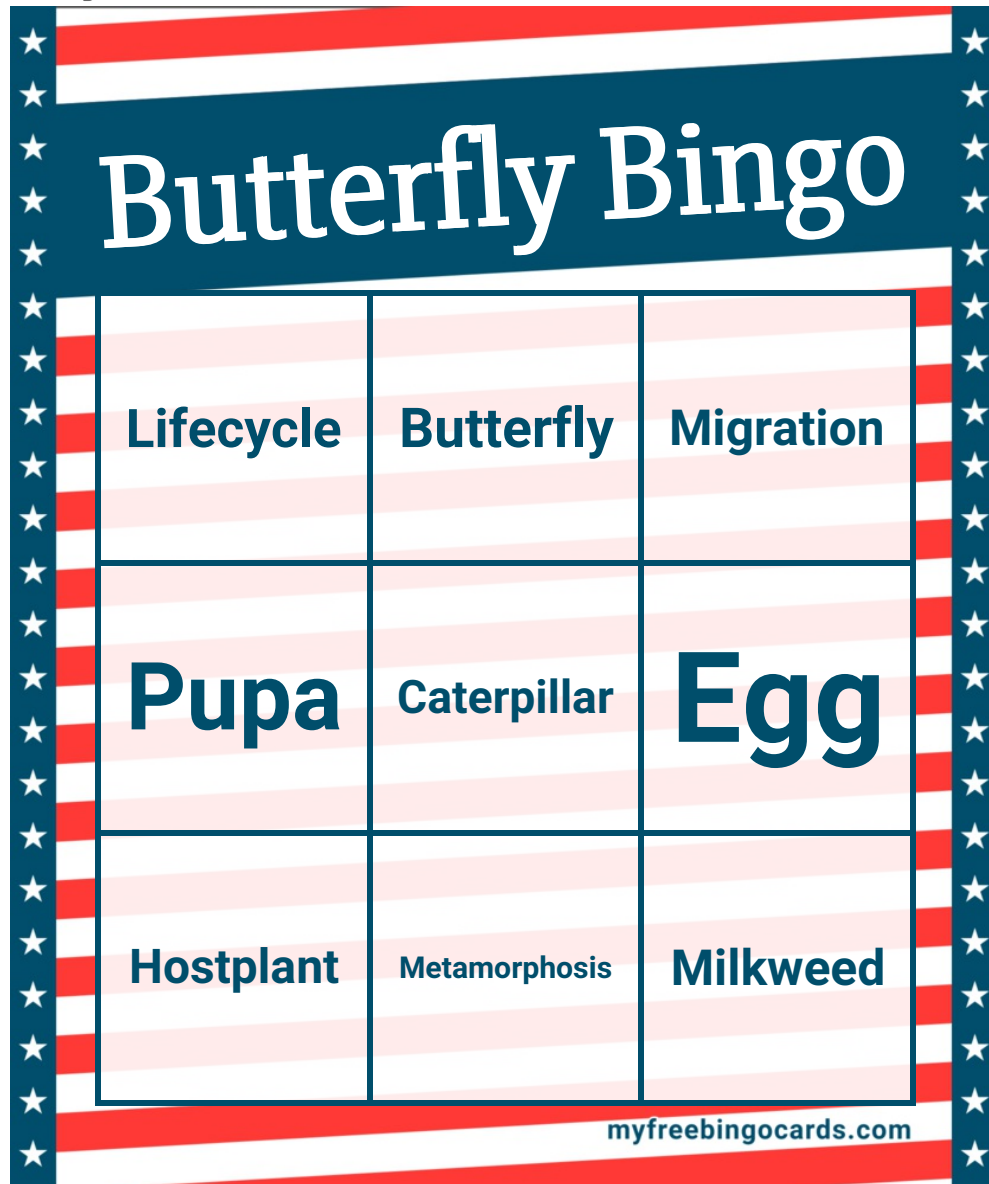 Butterfly Bingo
Lifecycle
Butterfly
Migration
Pupa
Caterpillar
Egg
Hostplant
Metamorphosis
Milkweed
myfreebingocards.com